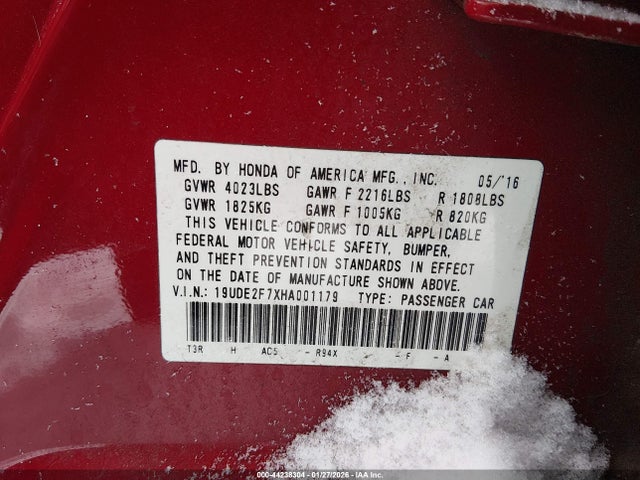 MFD. BY HONDA OF AMERICA MFG., INC. 05/'16
GVWR 4023LBS GAWR F 2216LBS R 1808LBS
GVWR 1825KG GAWR F 1005KG R 820KG
THIS VEHICLE CONFORMS TO ALL APPLICABLE
FEDERAL MOTOR VEHICLE SAFETY, BUMPER,
AND THEFT PREVENTION STANDARDS IN EFFECT
ON THE DATE OF MANUFACTURE SHOWN ABOVE.
V.I.N.: 19UDE2F7XHA001179 TYPE: PASSENGER CAR
T3R H AC5 - R94X - F - A
00-44238304 - 01/27/2026 - IAA Inc.